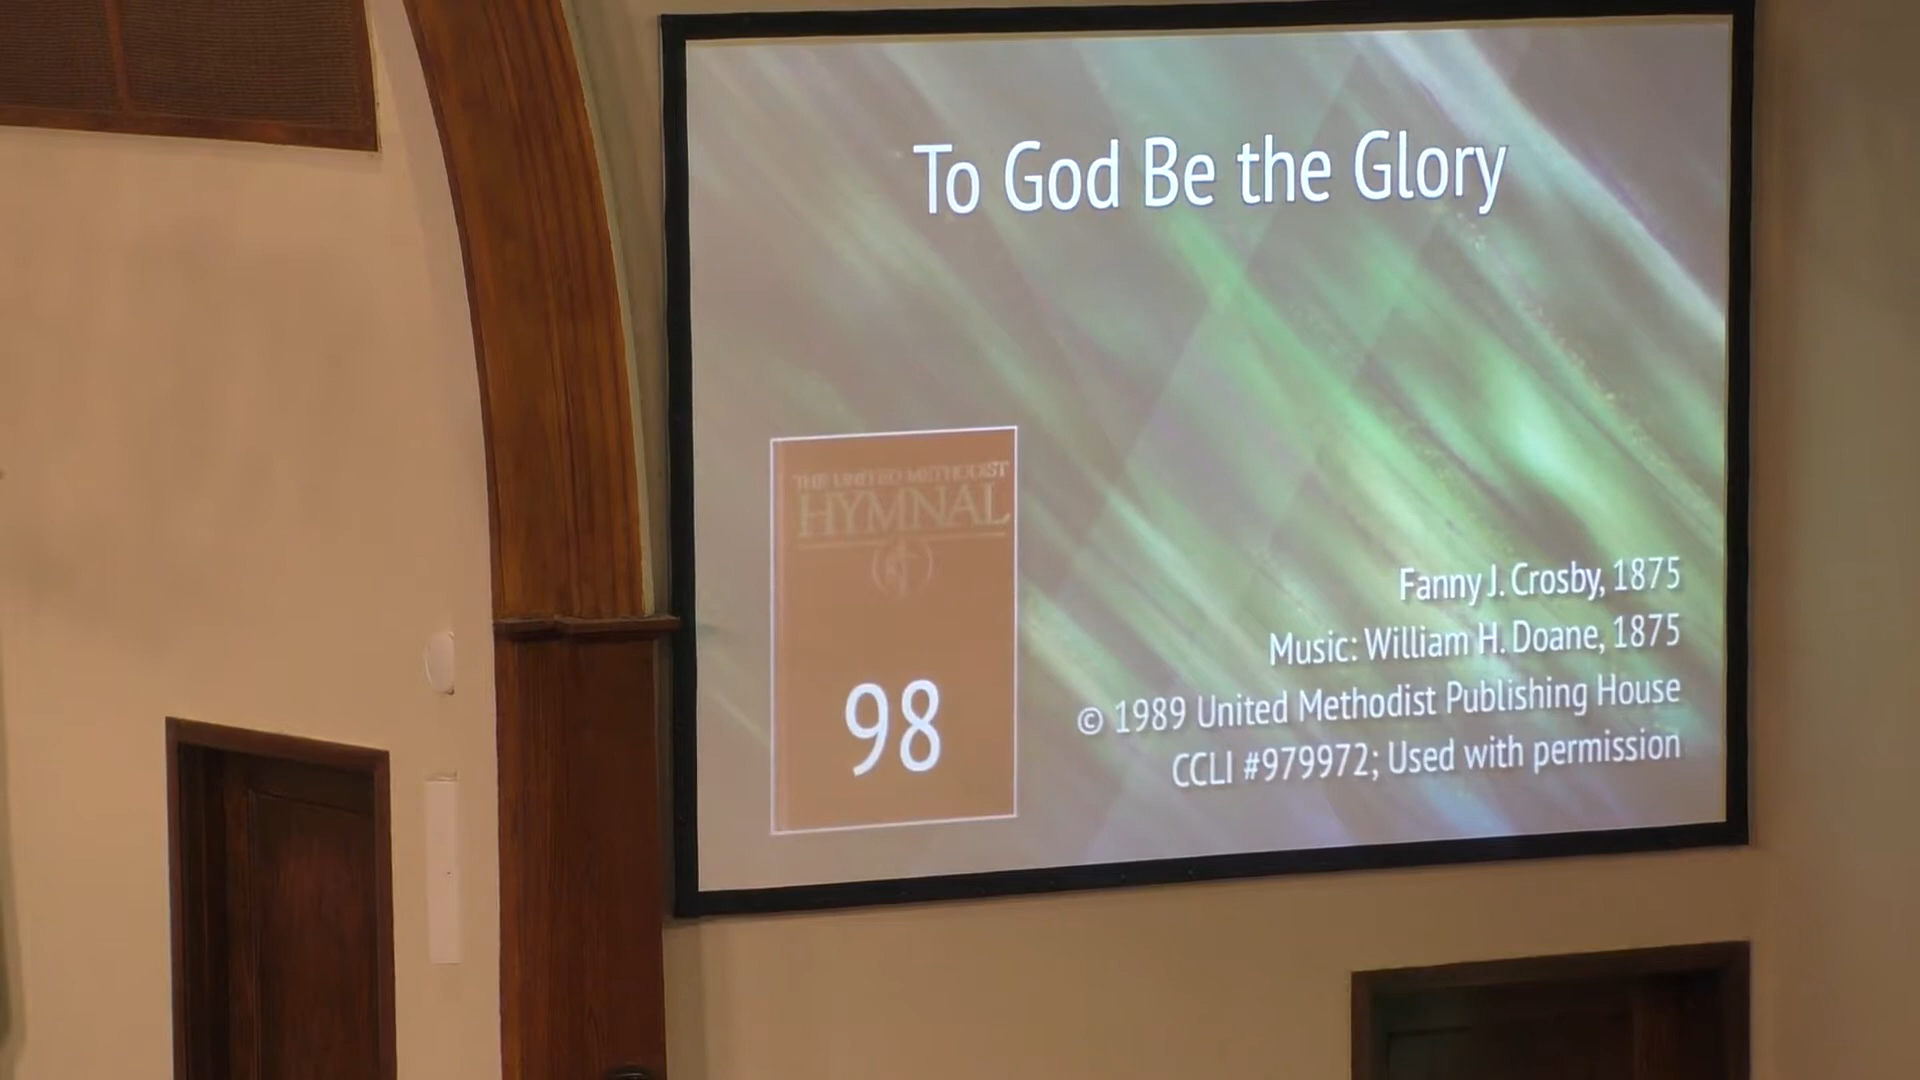 To God Be the Glory
THE UNITED METHODIST
HYMNAL
98
Fanny J. Crosby, 1875
Music: William H. Doane, 1875
© 1989 United Methodist Publishing House
CCLI #979972; Used with permission